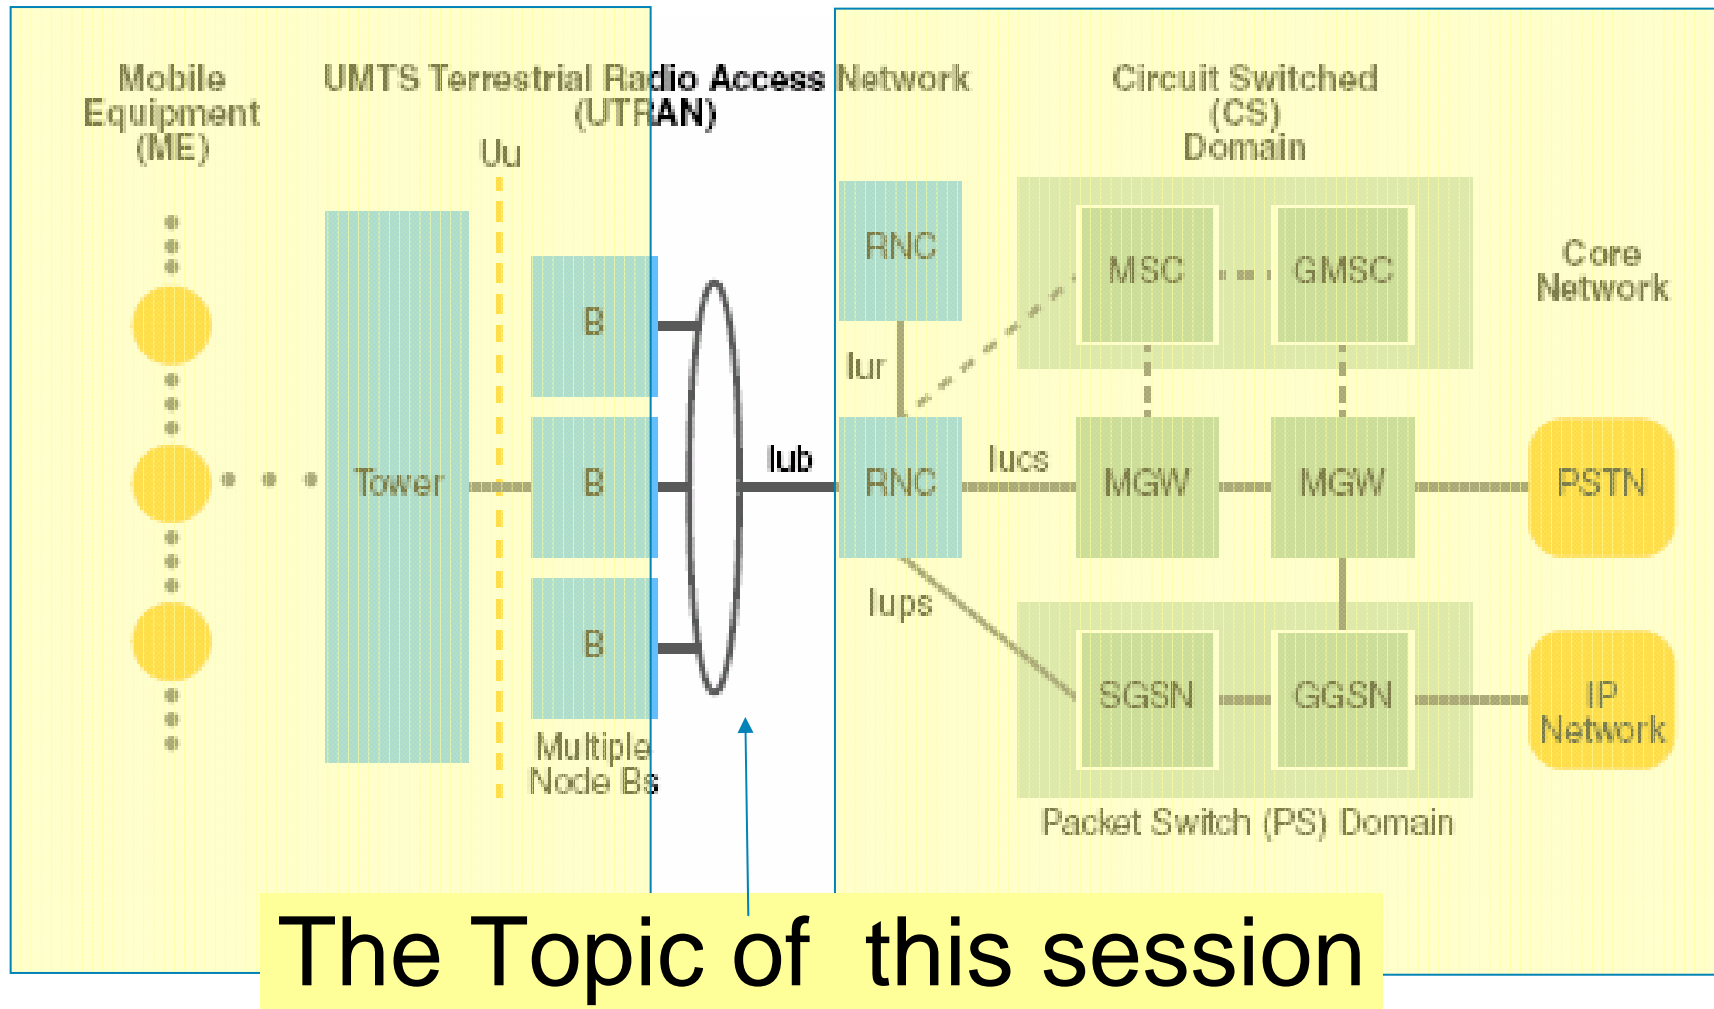 Mobile
Equipment
(ME)
UMTS Terrestrial Radio Access Network
(UTRAN)
Circuit Switched
(CS)
Domain
Uu
RNC
MSC
GMSC
Core
Network
B
Iur
Tower
B
Iub
RNC
Iucs
MGW
MGW
PSTN
Iups
B
SGSN
GGSN
IP
Network
Multiple
Node Bs
Packet Switch (PS) Domain
The Topic of this session